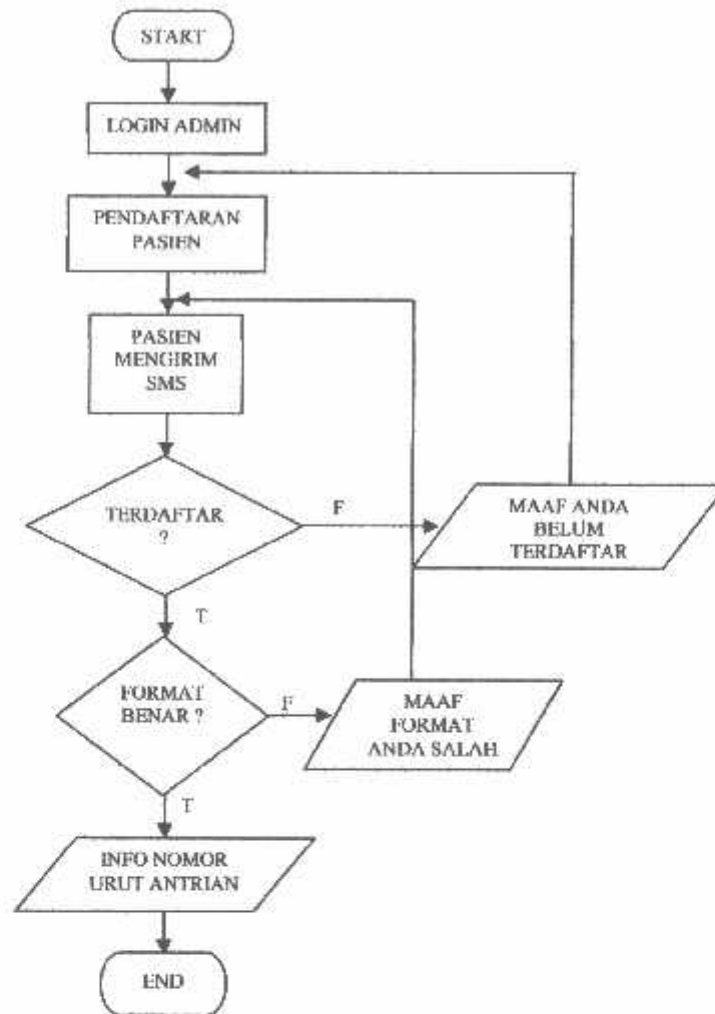 START
LOGIN ADMIN
PENDAFTARAN
PASIEN
PASIEN
MENGIRIM
SMS
TERDAFTAR
?
F
MAAF ANDA
BELUM
TERDAFTAR
T
FORMAT
BENAR ?
F
MAAF
FORMAT
ANDA SALAH
T
INFO NOMOR
URUT ANTRIAN
END